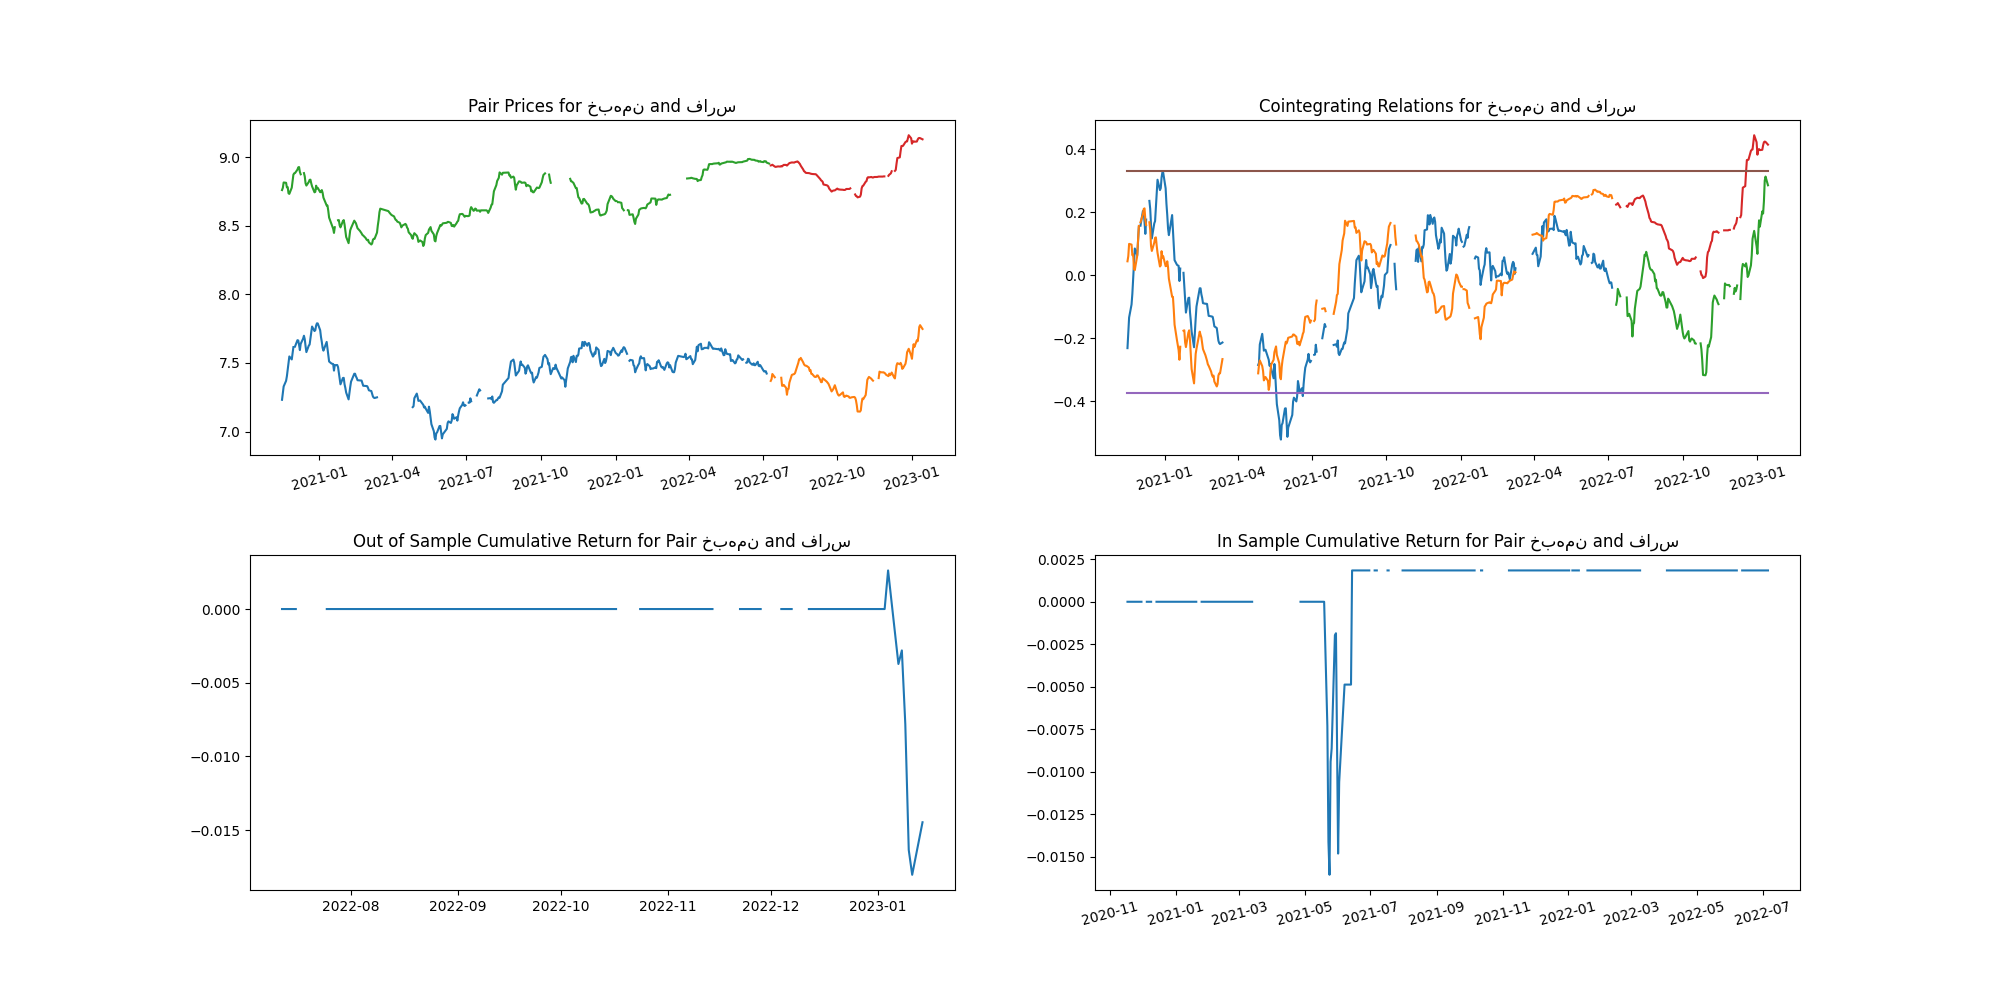 Pair Prices for خبهمن and فارس
9.0
8.5
8.0
7.5
7.0
2021-01 2021-04 2021-07 2021-10 2022-01 2022-04 2022-07 2022-10 2023-01
Cointegrating Relations for خبهمن and فارس
0.4
0.2
0.0
−0.2
−0.4
2021-01 2021-04 2021-07 2021-10 2022-01 2022-04 2022-07 2022-10 2023-01
Out of Sample Cumulative Return for Pair خبهمن and فارس
0.000
−0.005
−0.010
−0.015
2022-08 2022-09 2022-10 2022-11 2022-12 2023-01
In Sample Cumulative Return for Pair خبهمن and فارس
0.0025
0.0000
−0.0025
−0.0050
−0.0075
−0.0100
−0.0125
−0.0150
2020-11 2021-01 2021-03 2021-05 2021-07 2021-09 2021-11 2022-01 2022-03 2022-05 2022-07